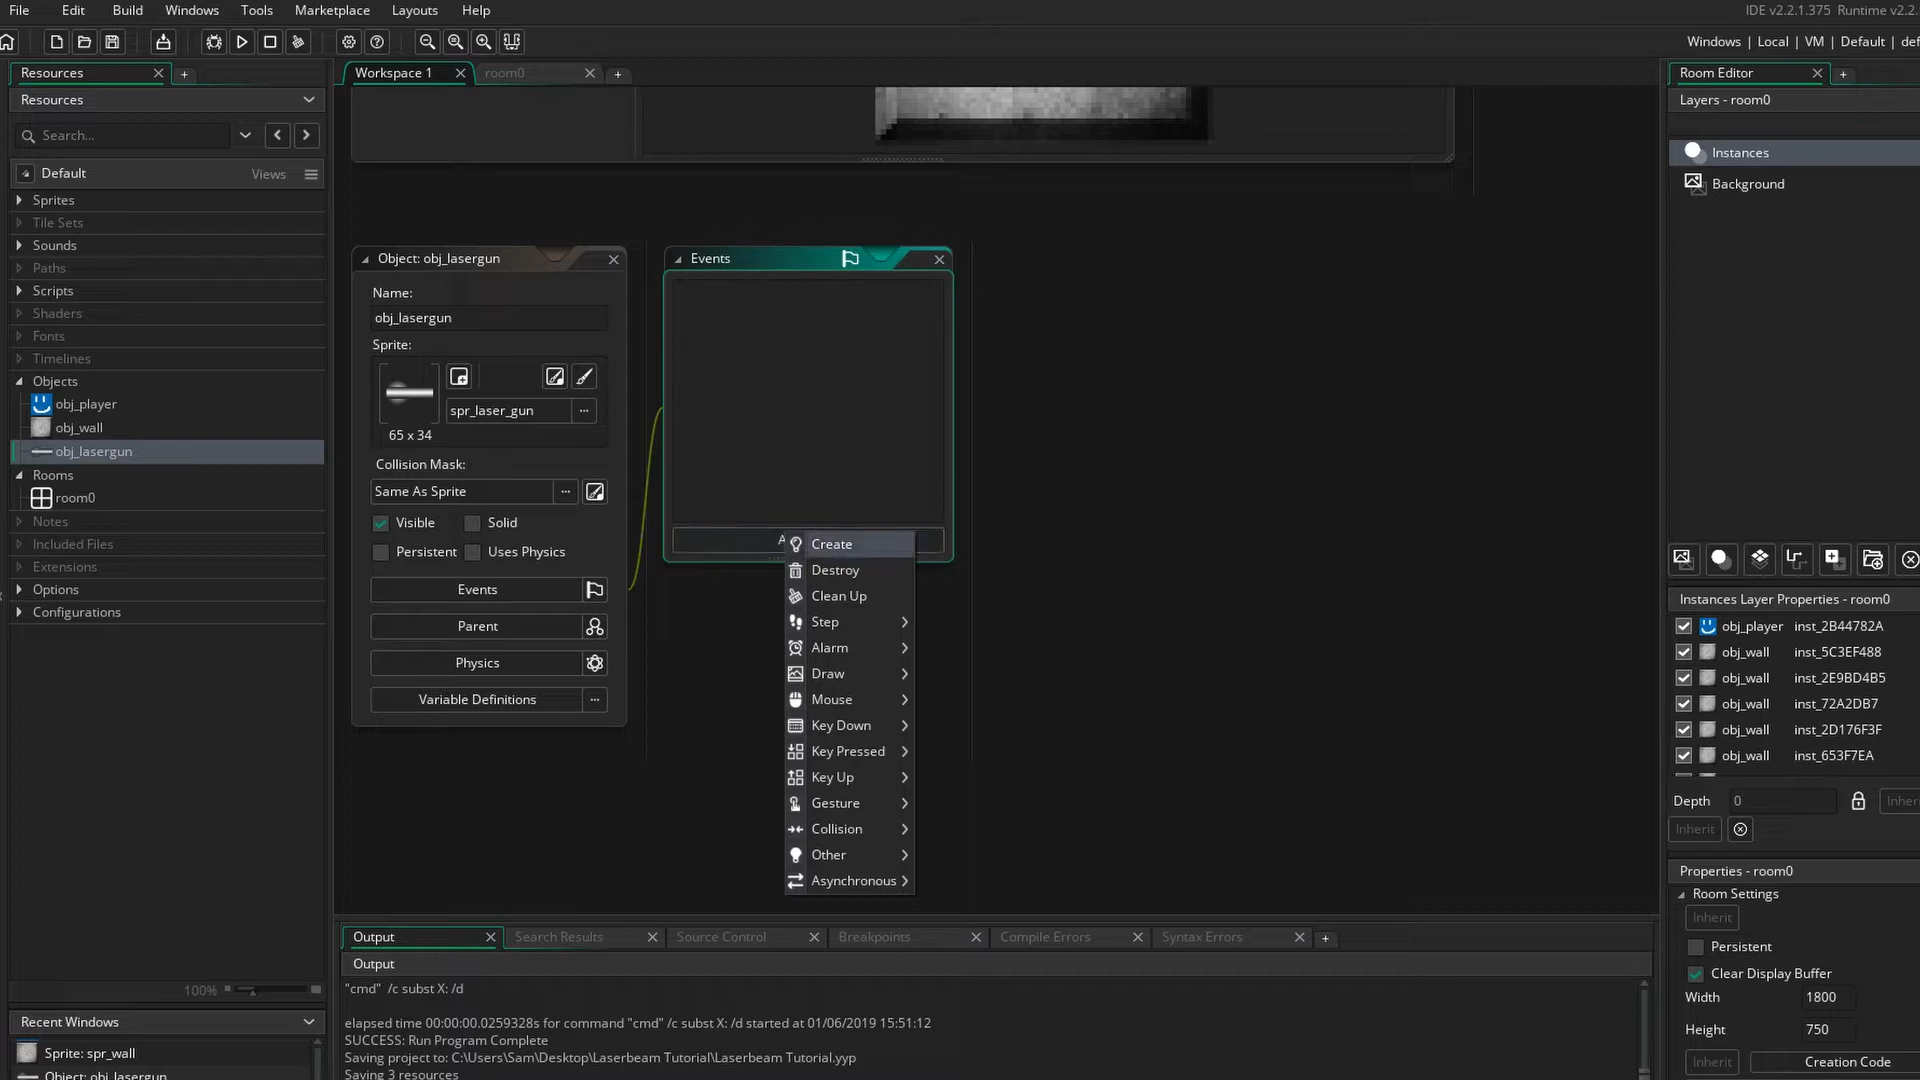 File Edit Build Windows Tools Marketplace Layouts Help
IDE v2.2.1.375 Runtime v2.2.
Windows | Local | VM | Default | def
Resources
Workspace 1
room0
Room Editor
Resources
Layers - room0
Search...
Instances
Default
Views
Background
Sprites
Tile Sets
Sounds
Paths
Scripts
Shaders
Fonts
Timelines
Objects
obj_player
obj_wall
obj_lasergun
Rooms
room0
Notes
Included Files
Extensions
Options
Configurations
100%
Recent Windows
Sprite: spr_wall
Object: obj_lasergun
Object: obj_lasergun
Name:
obj_lasergun
Sprite:
spr_laser_gun
65 x 34
Collision Mask:
Same As Sprite
Visible
Solid
Persistent
Uses Physics
Events
Parent
Physics
Variable Definitions
Events
A
Create
Destroy
Clean Up
Step
Alarm
Draw
Mouse
Key Down
Key Pressed
Key Up
Gesture
Collision
Other
Asynchronous
Output
Search Results
Source Control
Breakpoints
Compile Errors
Syntax Errors
Output
"cmd" /c subst X: /d
elapsed time 00:00:00.0259328s for command "cmd" /c subst X: /d started at 01/06/2019 15:51:12
SUCCESS: Run Program Complete
Saving project to: C:\Users\Sam\Desktop\Laserbeam Tutorial\Laserbeam Tutorial.yyp
Saving 3 resources
Instances Layer Properties - room0
obj_player inst_2B44782A
obj_wall inst_5C3EF488
obj_wall inst_2E9BD4B5
obj_wall inst_72A2DB7
obj_wall inst_2D176F3F
obj_wall inst_653F7EA
Depth 0
Inher
Inherit
Properties - room0
Room Settings
Inherit
Persistent
Clear Display Buffer
Width 1800
Height 750
Inherit
Creation Code